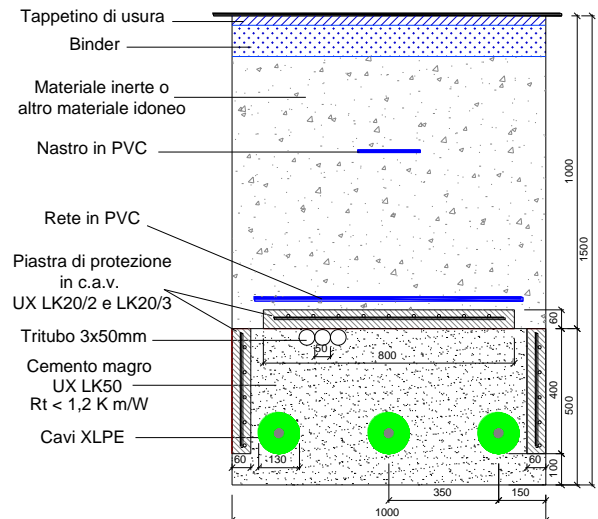 Tappetino di usura
Binder
Materiale inerte o
altro materiale idoneo
Nastro in PVC
Rete in PVC
Piastra di protezione
in c.a.v.
UX LK20/2 e LK20/3
Tritubo 3x50mm
Cemento magro
UX LK50
Rt < 1,2 K m/W
Cavi XLPE
1000
1500
60
50
800
400
500
60
130
60
100
350
150
1000